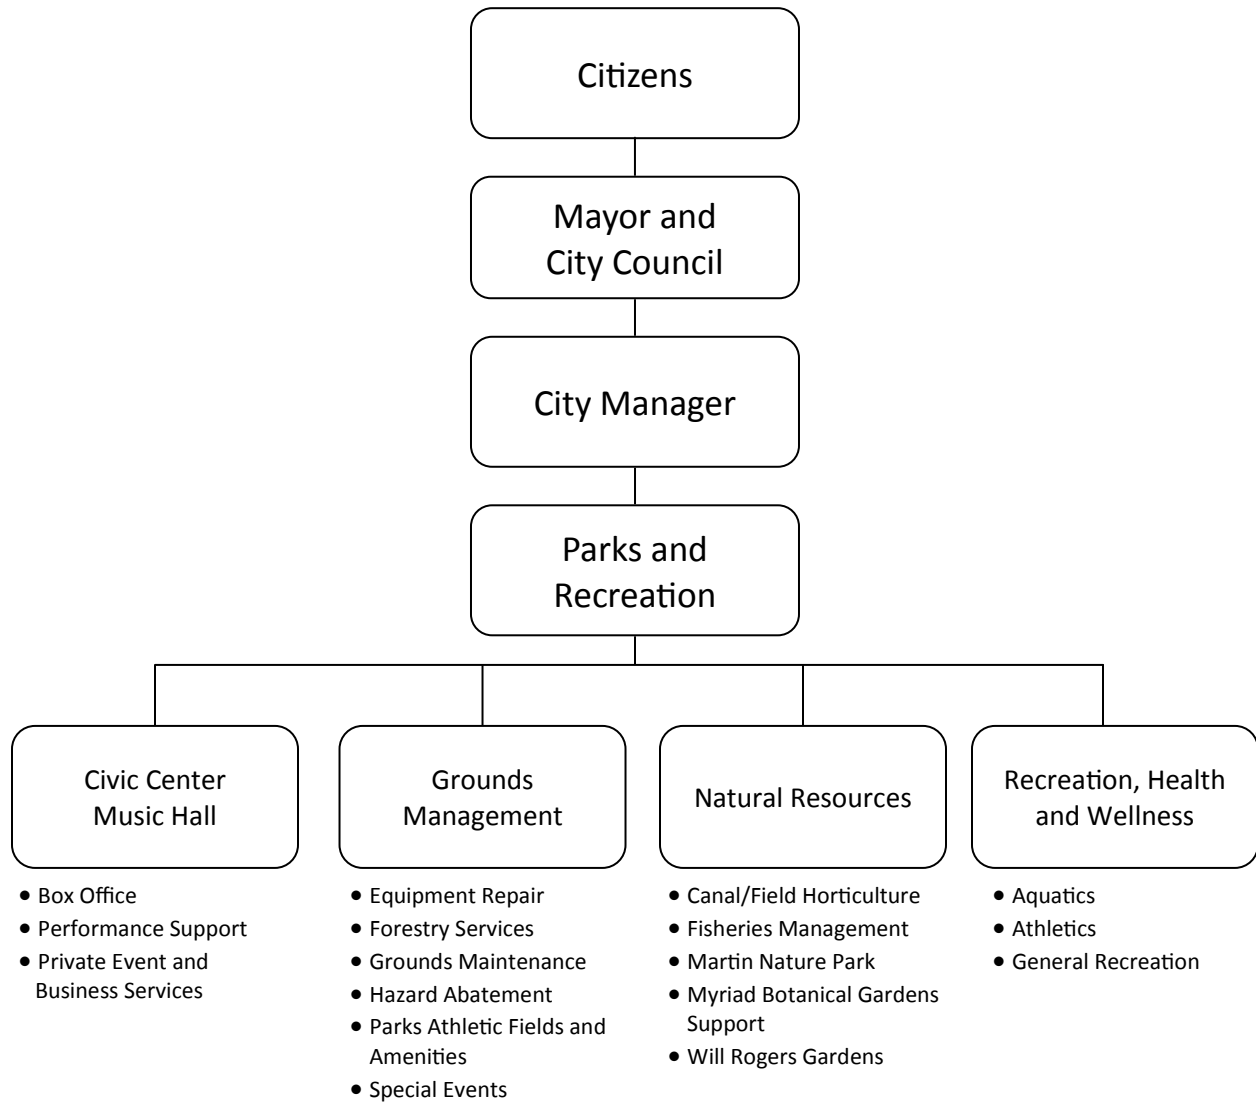 Citizens
Mayor and
City Council
City Manager
Parks and
Recreation
Civic Center
Music Hall
Grounds
Management
Natural Resources
Recreation, Health
and Wellness
• Box Office
• Performance Support
• Private Event and
Business Services
• Equipment Repair
• Forestry Services
• Grounds Maintenance
• Hazard Abatement
• Parks Athletic Fields and
Amenities
• Special Events
• Canal/Field Horticulture
• Fisheries Management
• Martin Nature Park
• Myriad Botanical Gardens
Support
• Will Rogers Gardens
• Aquatics
• Athletics
• General Recreation